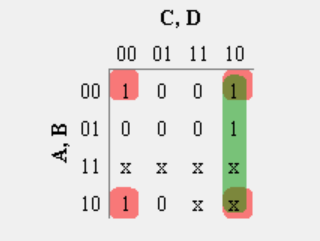 C, D
00 01 11 10
A, B
00 1 0 0 1
01 0 0 0 1
11 x x x x
10 1 0 x x